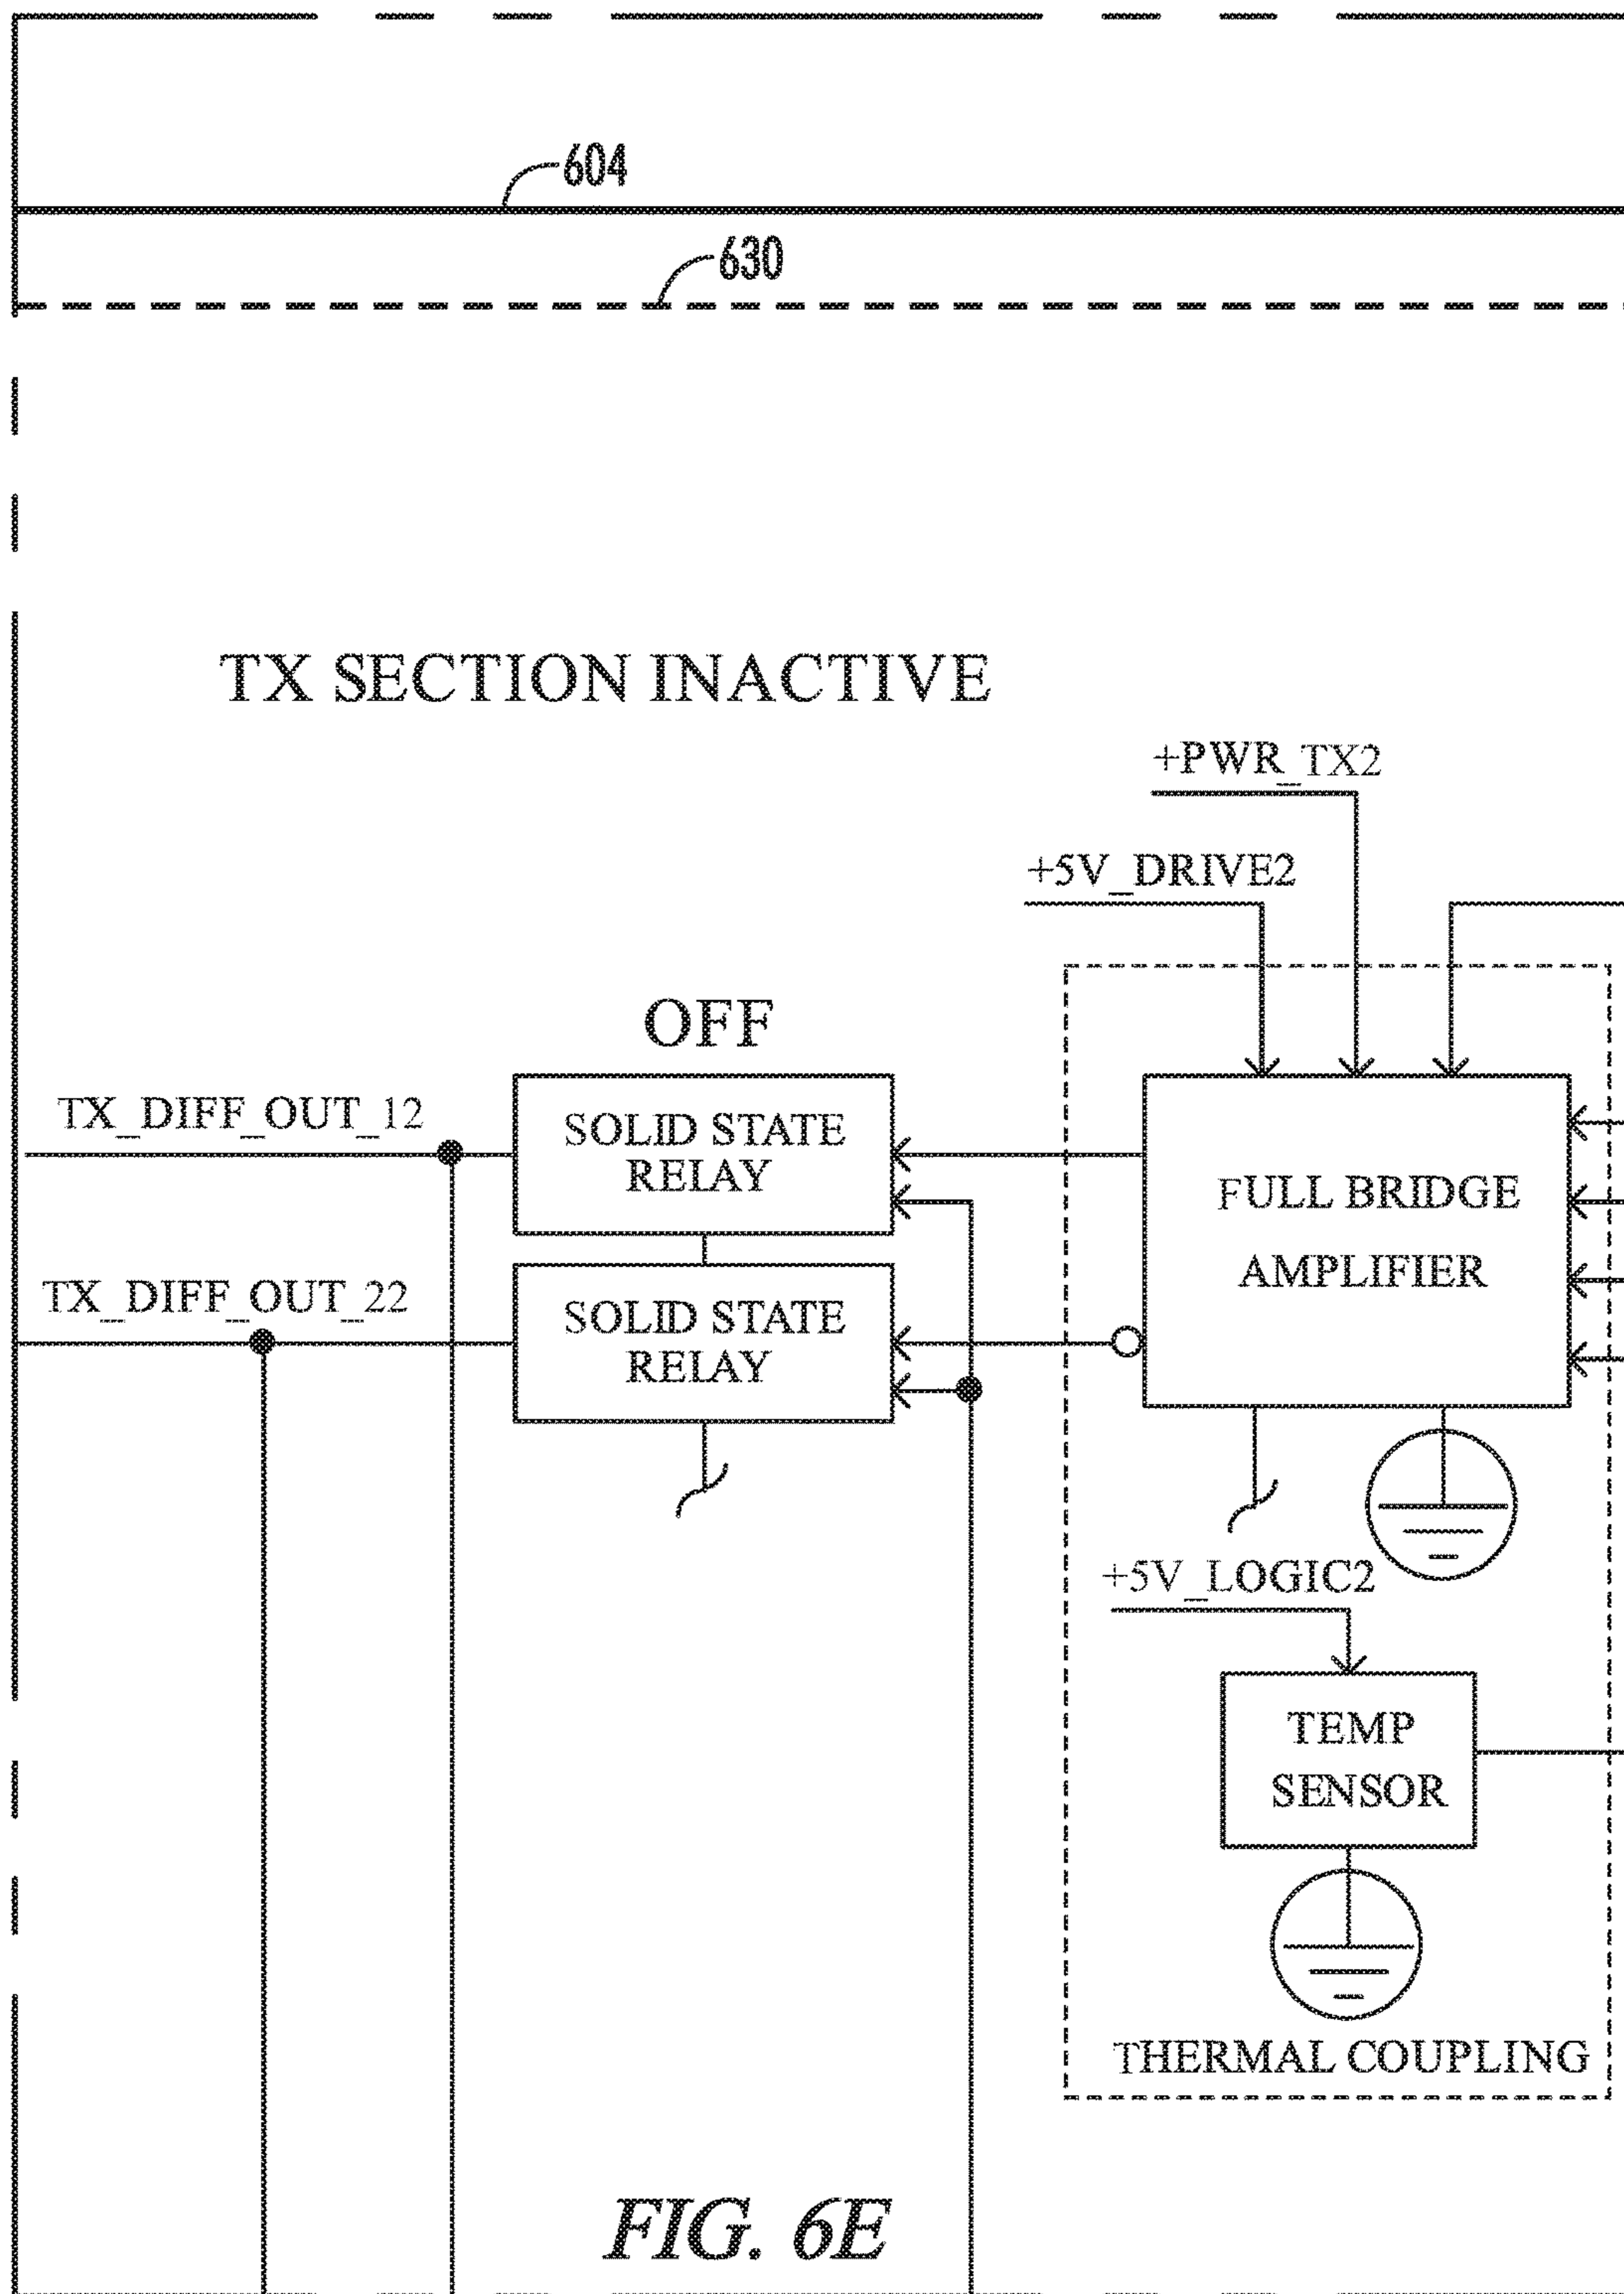 604
630
TX SECTION INACTIVE
+PWR_TX2
+5V_DRIVE2
OFF
TX_DIFF_OUT_12
SOLID STATE
RELAY
FULL BRIDGE
AMPLIFIER
TX_DIFF_OUT_22
SOLID STATE
RELAY
+5V_LOGIC2
TEMP
SENSOR
THERMAL COUPLING
FIG. 6E